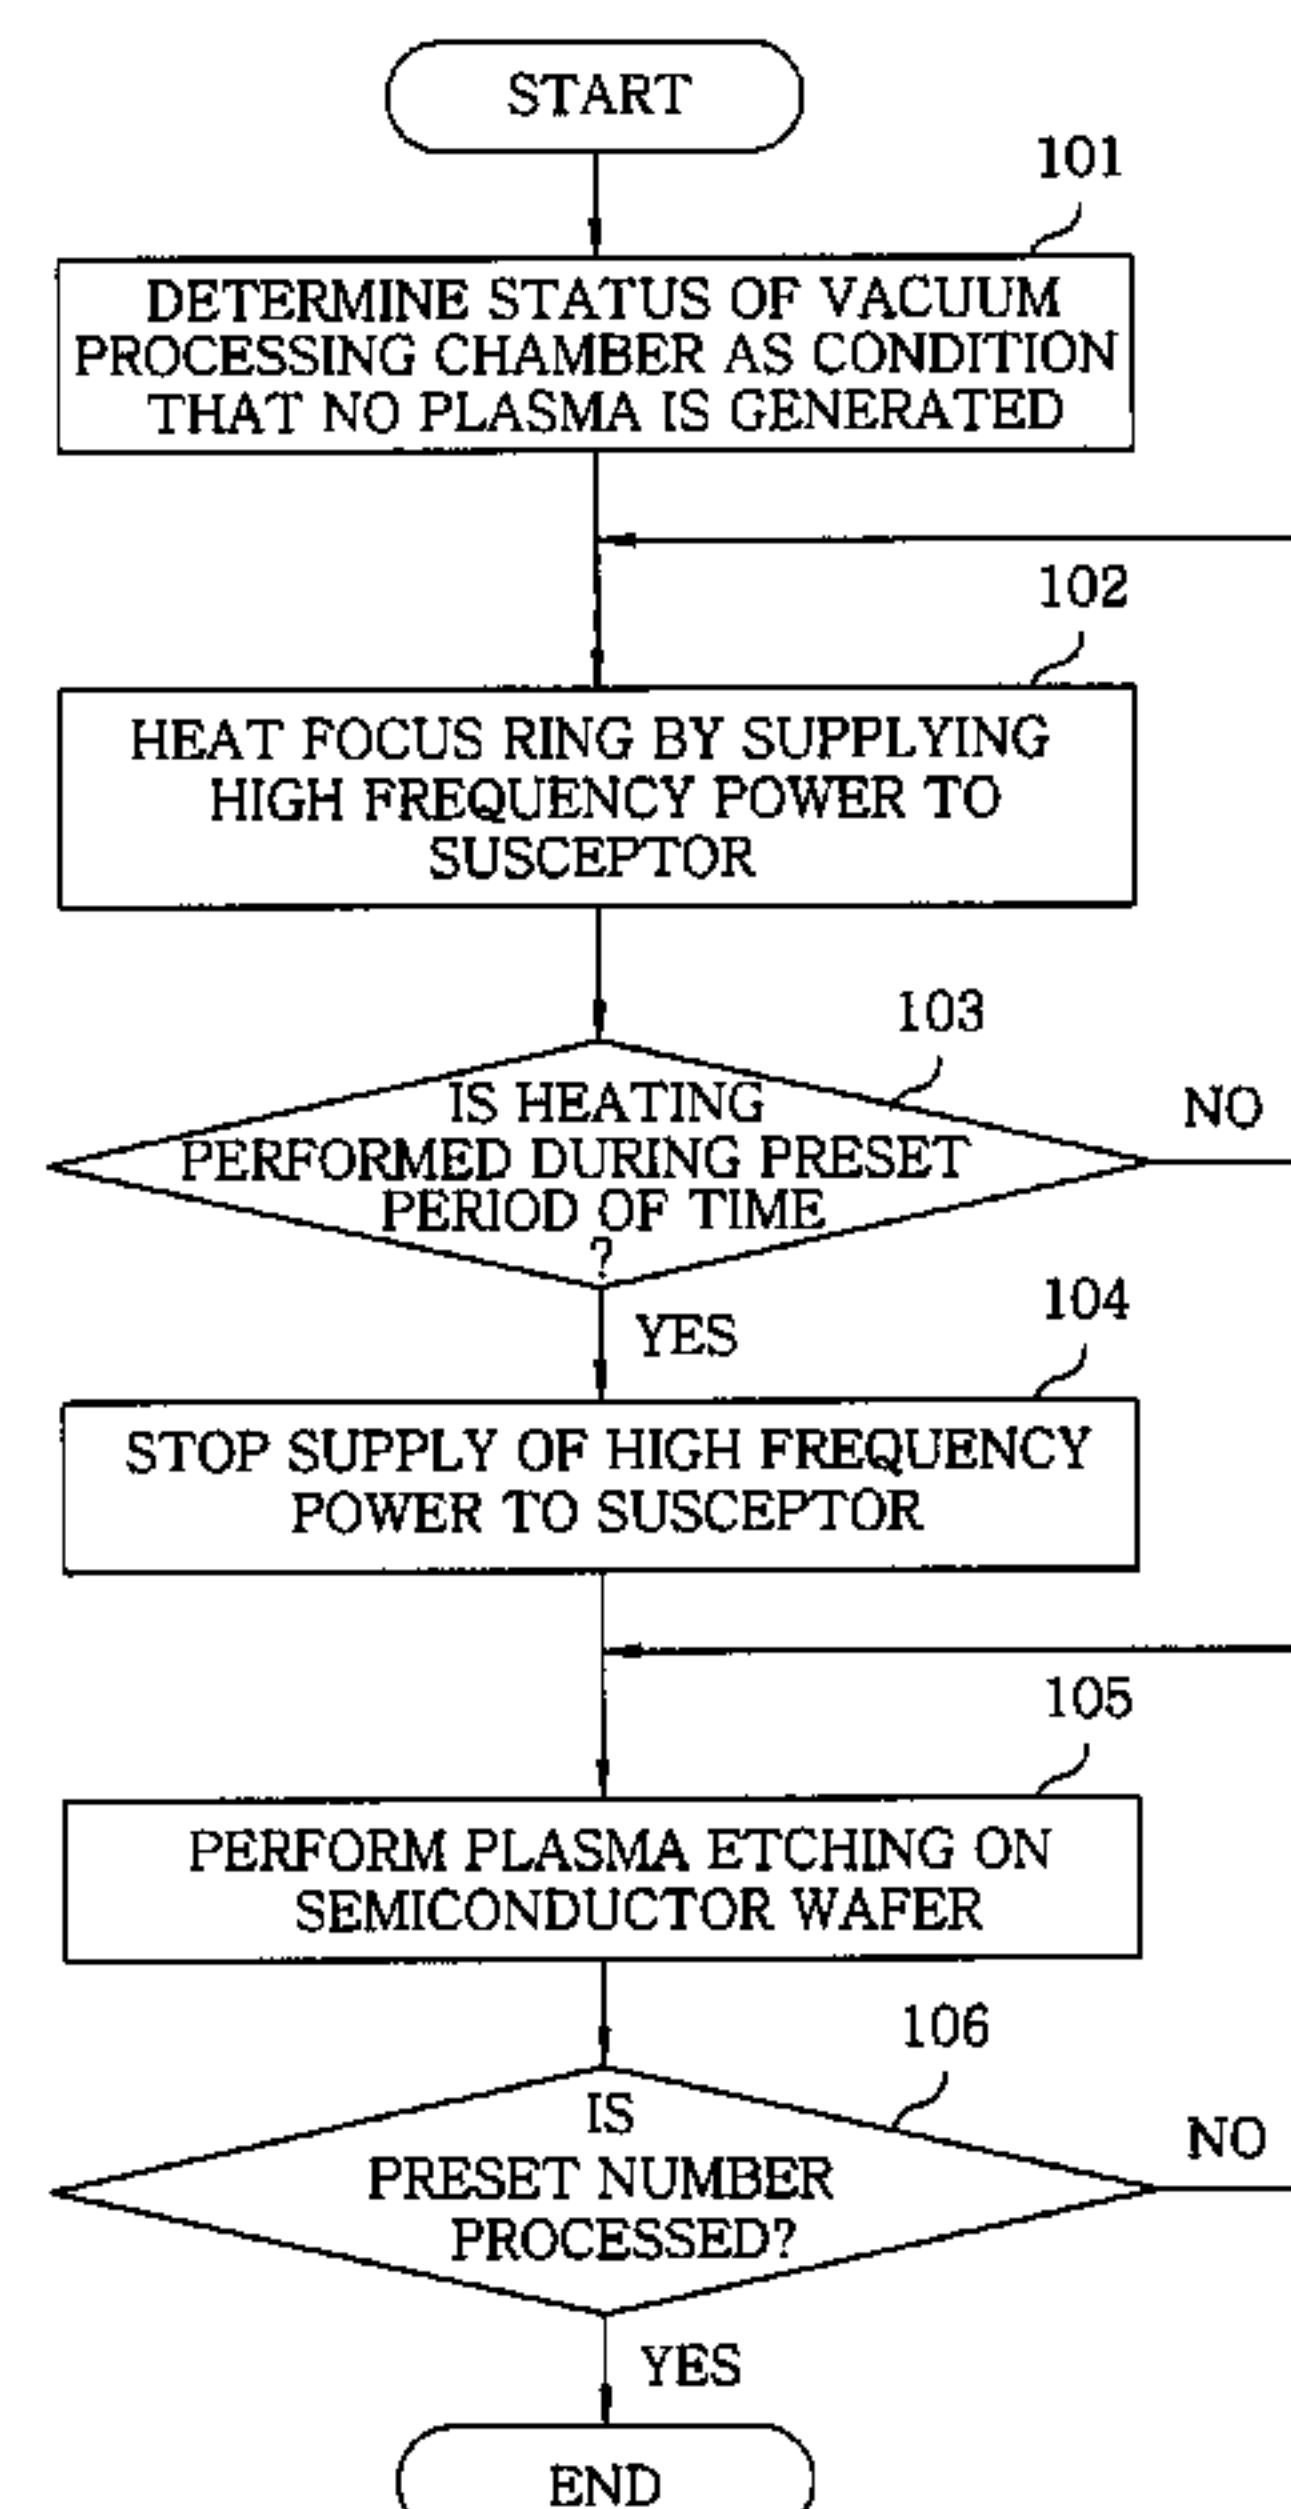 START
101
DETERMINE STATUS OF VACUUM
PROCESSING CHAMBER AS CONDITION
THAT NO PLASMA IS GENERATED
102
HEAT FOCUS RING BY SUPPLYING
HIGH FREQUENCY POWER TO
SUSCEPTOR
103
IS HEATING
PERFORMED DURING PRESET
PERIOD OF TIME
?
NO
YES
104
STOP SUPPLY OF HIGH FREQUENCY
POWER TO SUSCEPTOR
105
PERFORM PLASMA ETCHING ON
SEMICONDUCTOR WAFER
106
IS
PRESET NUMBER
PROCESSED?
NO
YES
END